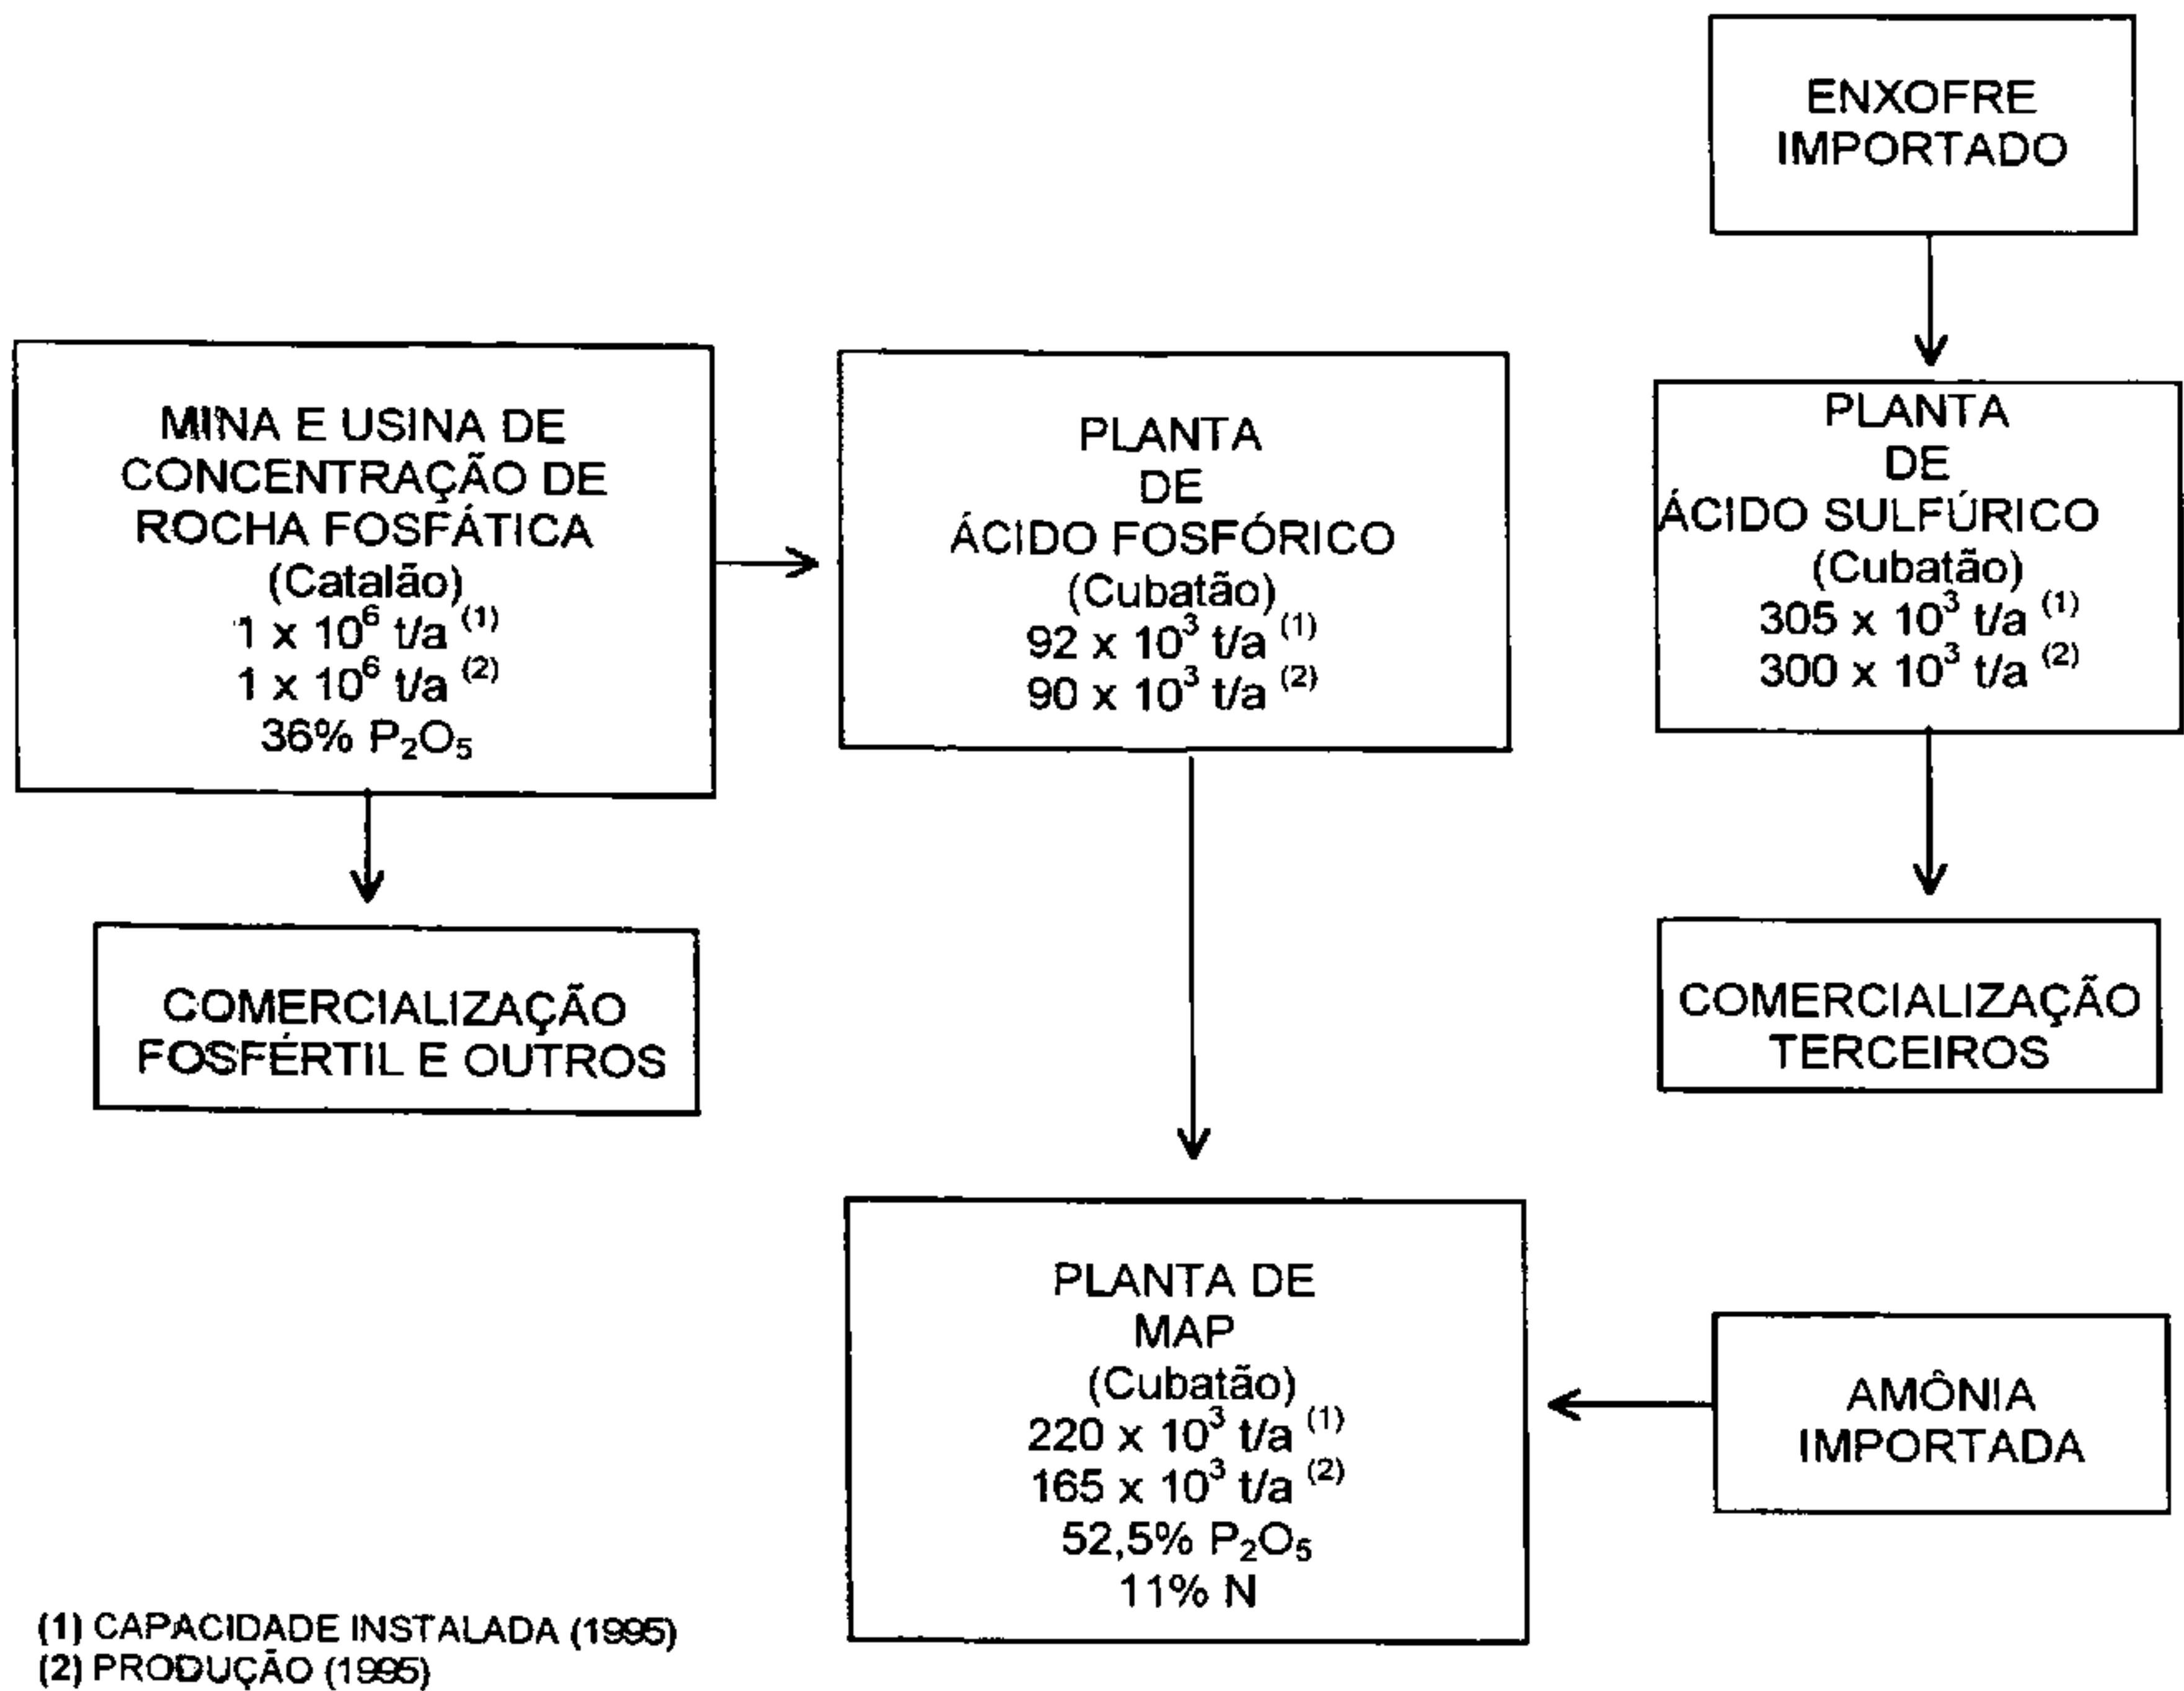 ENXOFRE
IMPORTADO
MINA E USINA DE
CONCENTRAÇÃO DE
ROCHA FOSFÁTICA
(Catalão)
1 x 10⁶ t/a ⁽¹⁾
1 x 10⁶ t/a ⁽²⁾
36% P₂O₅
PLANTA
DE
ÁCIDO FOSFÓRICO
(Cubatão)
92 x 10³ t/a ⁽¹⁾
90 x 10³ t/a ⁽²⁾
PLANTA
DE
ÁCIDO SULFÚRICO
(Cubatão)
305 x 10³ t/a ⁽¹⁾
300 x 10³ t/a ⁽²⁾
COMERCIALIZAÇÃO
FOSFÉRTIL E OUTROS
COMERCIALIZAÇÃO
TERCEIROS
PLANTA DE
MAP
(Cubatão)
220 x 10³ t/a ⁽¹⁾
165 x 10³ t/a ⁽²⁾
52,5% P₂O₅
11% N
AMÔNIA
IMPORTADA
(1) CAPACIDADE INSTALADA (1995)
(2) PRODUÇÃO (1995)